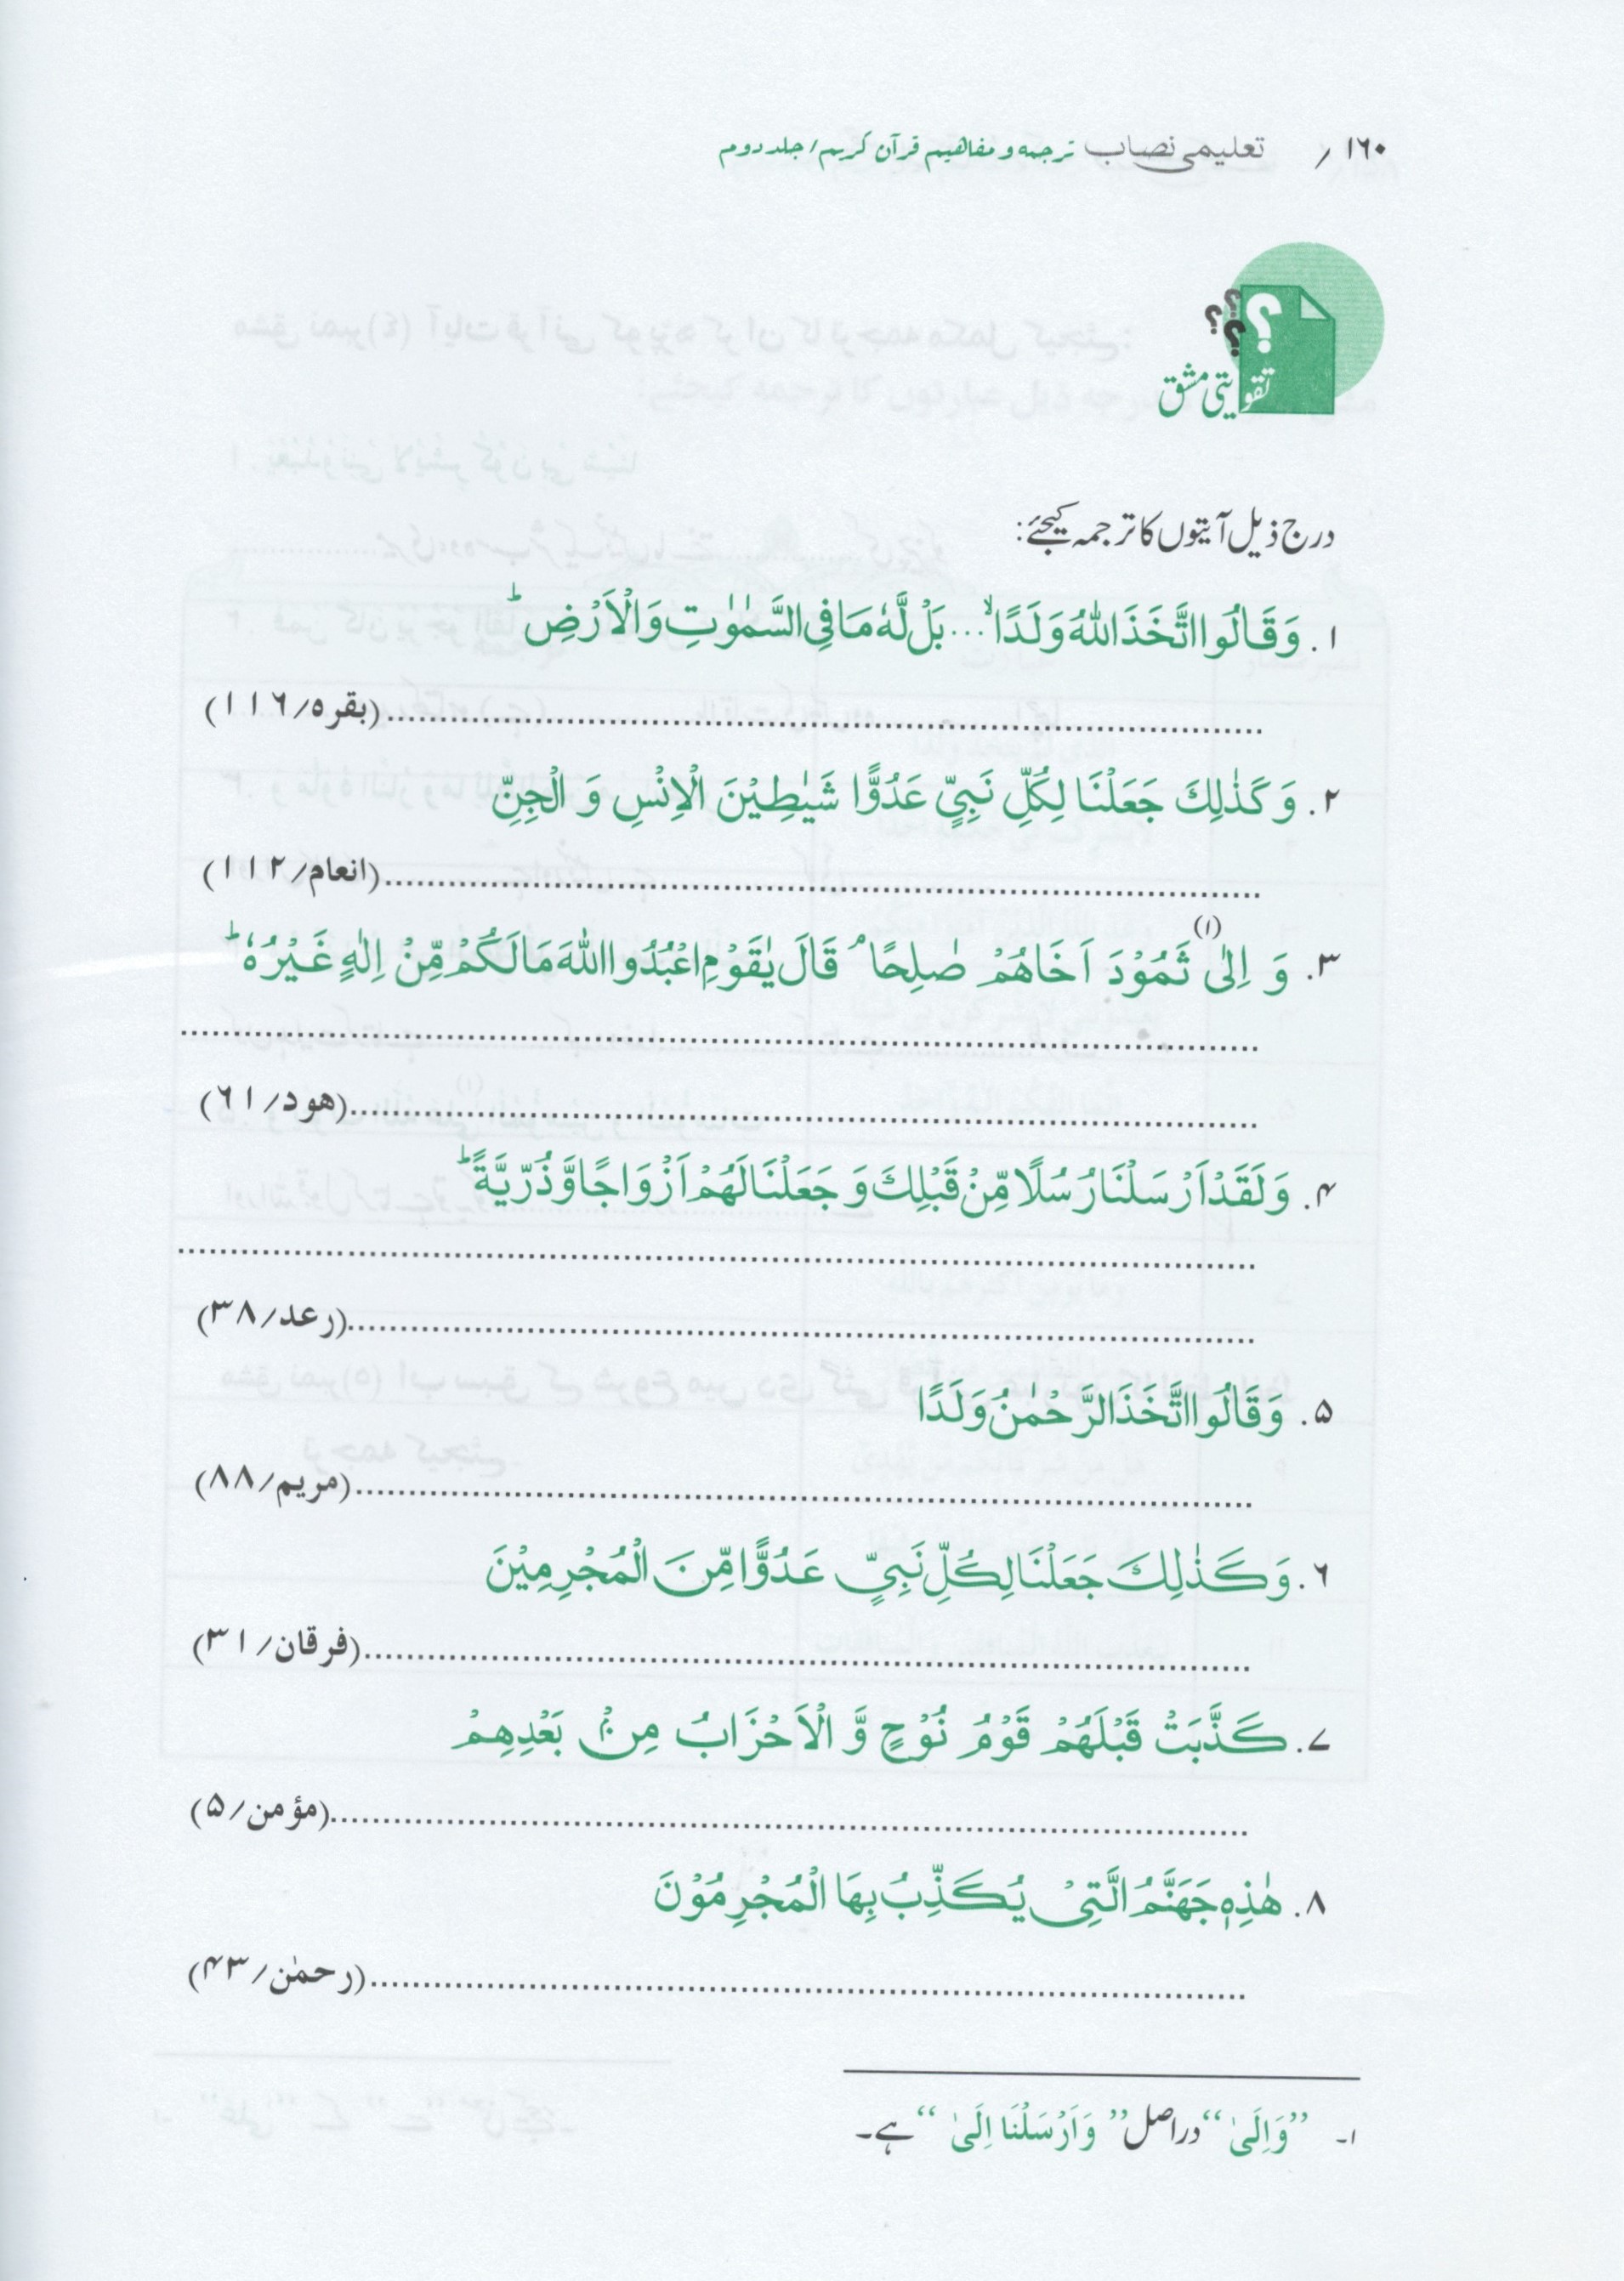 ۱۶۰ / تعلیمی نصاب ترجمه و مفاهیم قرآن کریم / جلد دوم
؟ ؟ ؟ ؟
تقویتی مشق
درج ذیل آیتوں کا ترجمہ کیجئے:
۱. وَقَالُوا اتَّخَذَ اللّٰهُ وَلَدًا ۙ... بَلْ لَّهٗ مَا فِی السَّمٰوٰتِ وَ الْاَرْضِ ؕ
................(بقرہ/۱۱۶)
۲. وَ كَذٰلِكَ جَعَلْنَا لِكُلِّ نَبِيٍّ عَدُوًّا شَيٰطِيْنَ الْاِنْسِ وَ الْجِنِّ
................(انعام/۱۱۲)
۳. وَ اِلٰى (۱) ثَمُوْدَ اَخَاهُمْ صٰلِحًا ۘ قَالَ يٰقَوْمِ اعْبُدُوا اللّٰهَ مَا لَكُمْ مِّنْ اِلٰهٍ غَيْرُهٗ ؕ
................
................(هود/۶۱)
۴. وَ لَقَدْ اَرْسَلْنَا رُسُلًا مِّنْ قَبْلِكَ وَ جَعَلْنَا لَهُمْ اَزْوَاجًا وَّ ذُرِّيَّةً ؕ
................
................(رعد/۳۸)
۵. وَ قَالُوا اتَّخَذَ الرَّحْمٰنُ وَلَدًا
................(مریم/۸۸)
۶. وَ كَذٰلِكَ جَعَلْنَا لِكُلِّ نَبِيٍّ عَدُوًّا مِّنَ الْمُجْرِمِيْنَ
................(فرقان/۳۱)
۷. كَذَّبَتْ قَبْلَهُمْ قَوْمُ نُوْحٍ وَّ الْاَحْزَابُ مِنْۢ بَعْدِهِمْ
................(مؤمن/۵)
۸. هٰذِهٖ جَهَنَّمُ الَّتِيْ يُكَذِّبُ بِهَا الْمُجْرِمُوْنَ
................(رحمٰن/۴۳)
۱۔ ”وَاِلَىٰ“ دراصل ”وَاَرْسَلْنَا اِلَىٰ“ ہے۔